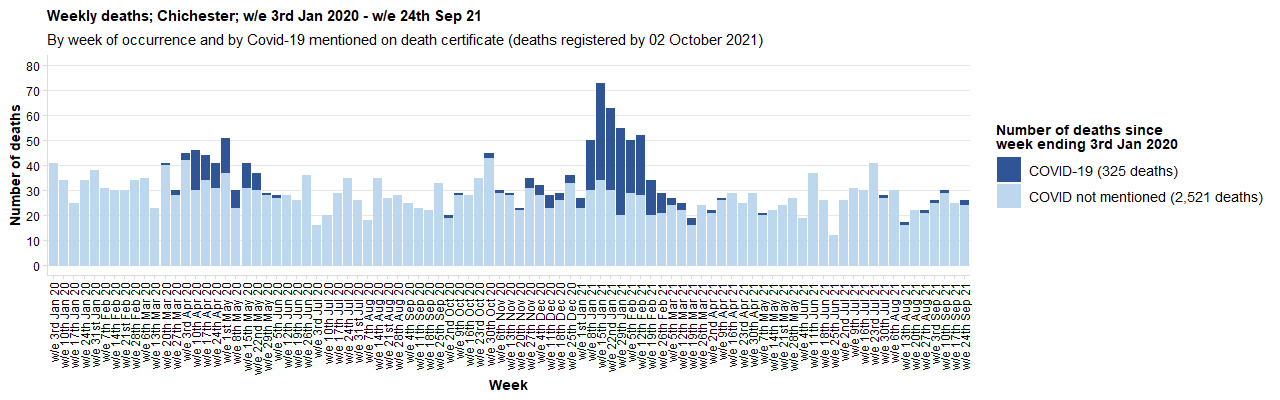 Weekly deaths; Chichester; w/e 3rd Jan 2020 - w/e 24th Sep 21
By week of occurrence and by Covid-19 mentioned on death certificate (deaths registered by 02 October 2021)
Number of deaths
80
70
60
50
40
30
20
10
0
w/e 3rd Jan 20
w/e 10th Jan 20
w/e 17th Jan 20
w/e 24th Jan 20
w/e 31st Jan 20
w/e 7th Feb 20
w/e 14th Feb 20
w/e 21st Feb 20
w/e 28th Feb 20
w/e 6th Mar 20
w/e 13th Mar 20
w/e 20th Mar 20
w/e 27th Mar 20
w/e 3rd Apr 20
w/e 10th Apr 20
w/e 17th Apr 20
w/e 24th Apr 20
w/e 1st May 20
w/e 8th May 20
w/e 15th May 20
w/e 22nd May 20
w/e 29th May 20
w/e 5th Jun 20
w/e 12th Jun 20
w/e 19th Jun 20
w/e 26th Jun 20
w/e 3rd Jul 20
w/e 10th Jul 20
w/e 17th Jul 20
w/e 24th Jul 20
w/e 31st Jul 20
w/e 7th Aug 20
w/e 14th Aug 20
w/e 21st Aug 20
w/e 28th Aug 20
w/e 4th Sep 20
w/e 11th Sep 20
w/e 18th Sep 20
w/e 25th Sep 20
w/e 2nd Oct 20
w/e 9th Oct 20
w/e 16th Oct 20
w/e 23rd Oct 20
w/e 30th Oct 20
w/e 6th Nov 20
w/e 13th Nov 20
w/e 20th Nov 20
w/e 27th Nov 20
w/e 4th Dec 20
w/e 11th Dec 20
w/e 18th Dec 20
w/e 25th Dec 20
w/e 1st Jan 21
w/e 8th Jan 21
w/e 15th Jan 21
w/e 22nd Jan 21
w/e 29th Jan 21
w/e 5th Feb 21
w/e 12th Feb 21
w/e 19th Feb 21
w/e 26th Feb 21
w/e 5th Mar 21
w/e 12th Mar 21
w/e 19th Mar 21
w/e 26th Mar 21
w/e 2nd Apr 21
w/e 9th Apr 21
w/e 16th Apr 21
w/e 23rd Apr 21
w/e 30th Apr 21
w/e 7th May 21
w/e 14th May 21
w/e 21st May 21
w/e 28th May 21
w/e 4th Jun 21
w/e 11th Jun 21
w/e 18th Jun 21
w/e 25th Jun 21
w/e 2nd Jul 21
w/e 9th Jul 21
w/e 16th Jul 21
w/e 23rd Jul 21
w/e 30th Jul 21
w/e 6th Aug 21
w/e 13th Aug 21
w/e 20th Aug 21
w/e 27th Aug 21
w/e 3rd Sep 21
w/e 10th Sep 21
w/e 17th Sep 21
w/e 24th Sep 21
Week
Number of deaths since
week ending 3rd Jan 2020
COVID-19 (325 deaths)
COVID not mentioned (2,521 deaths)